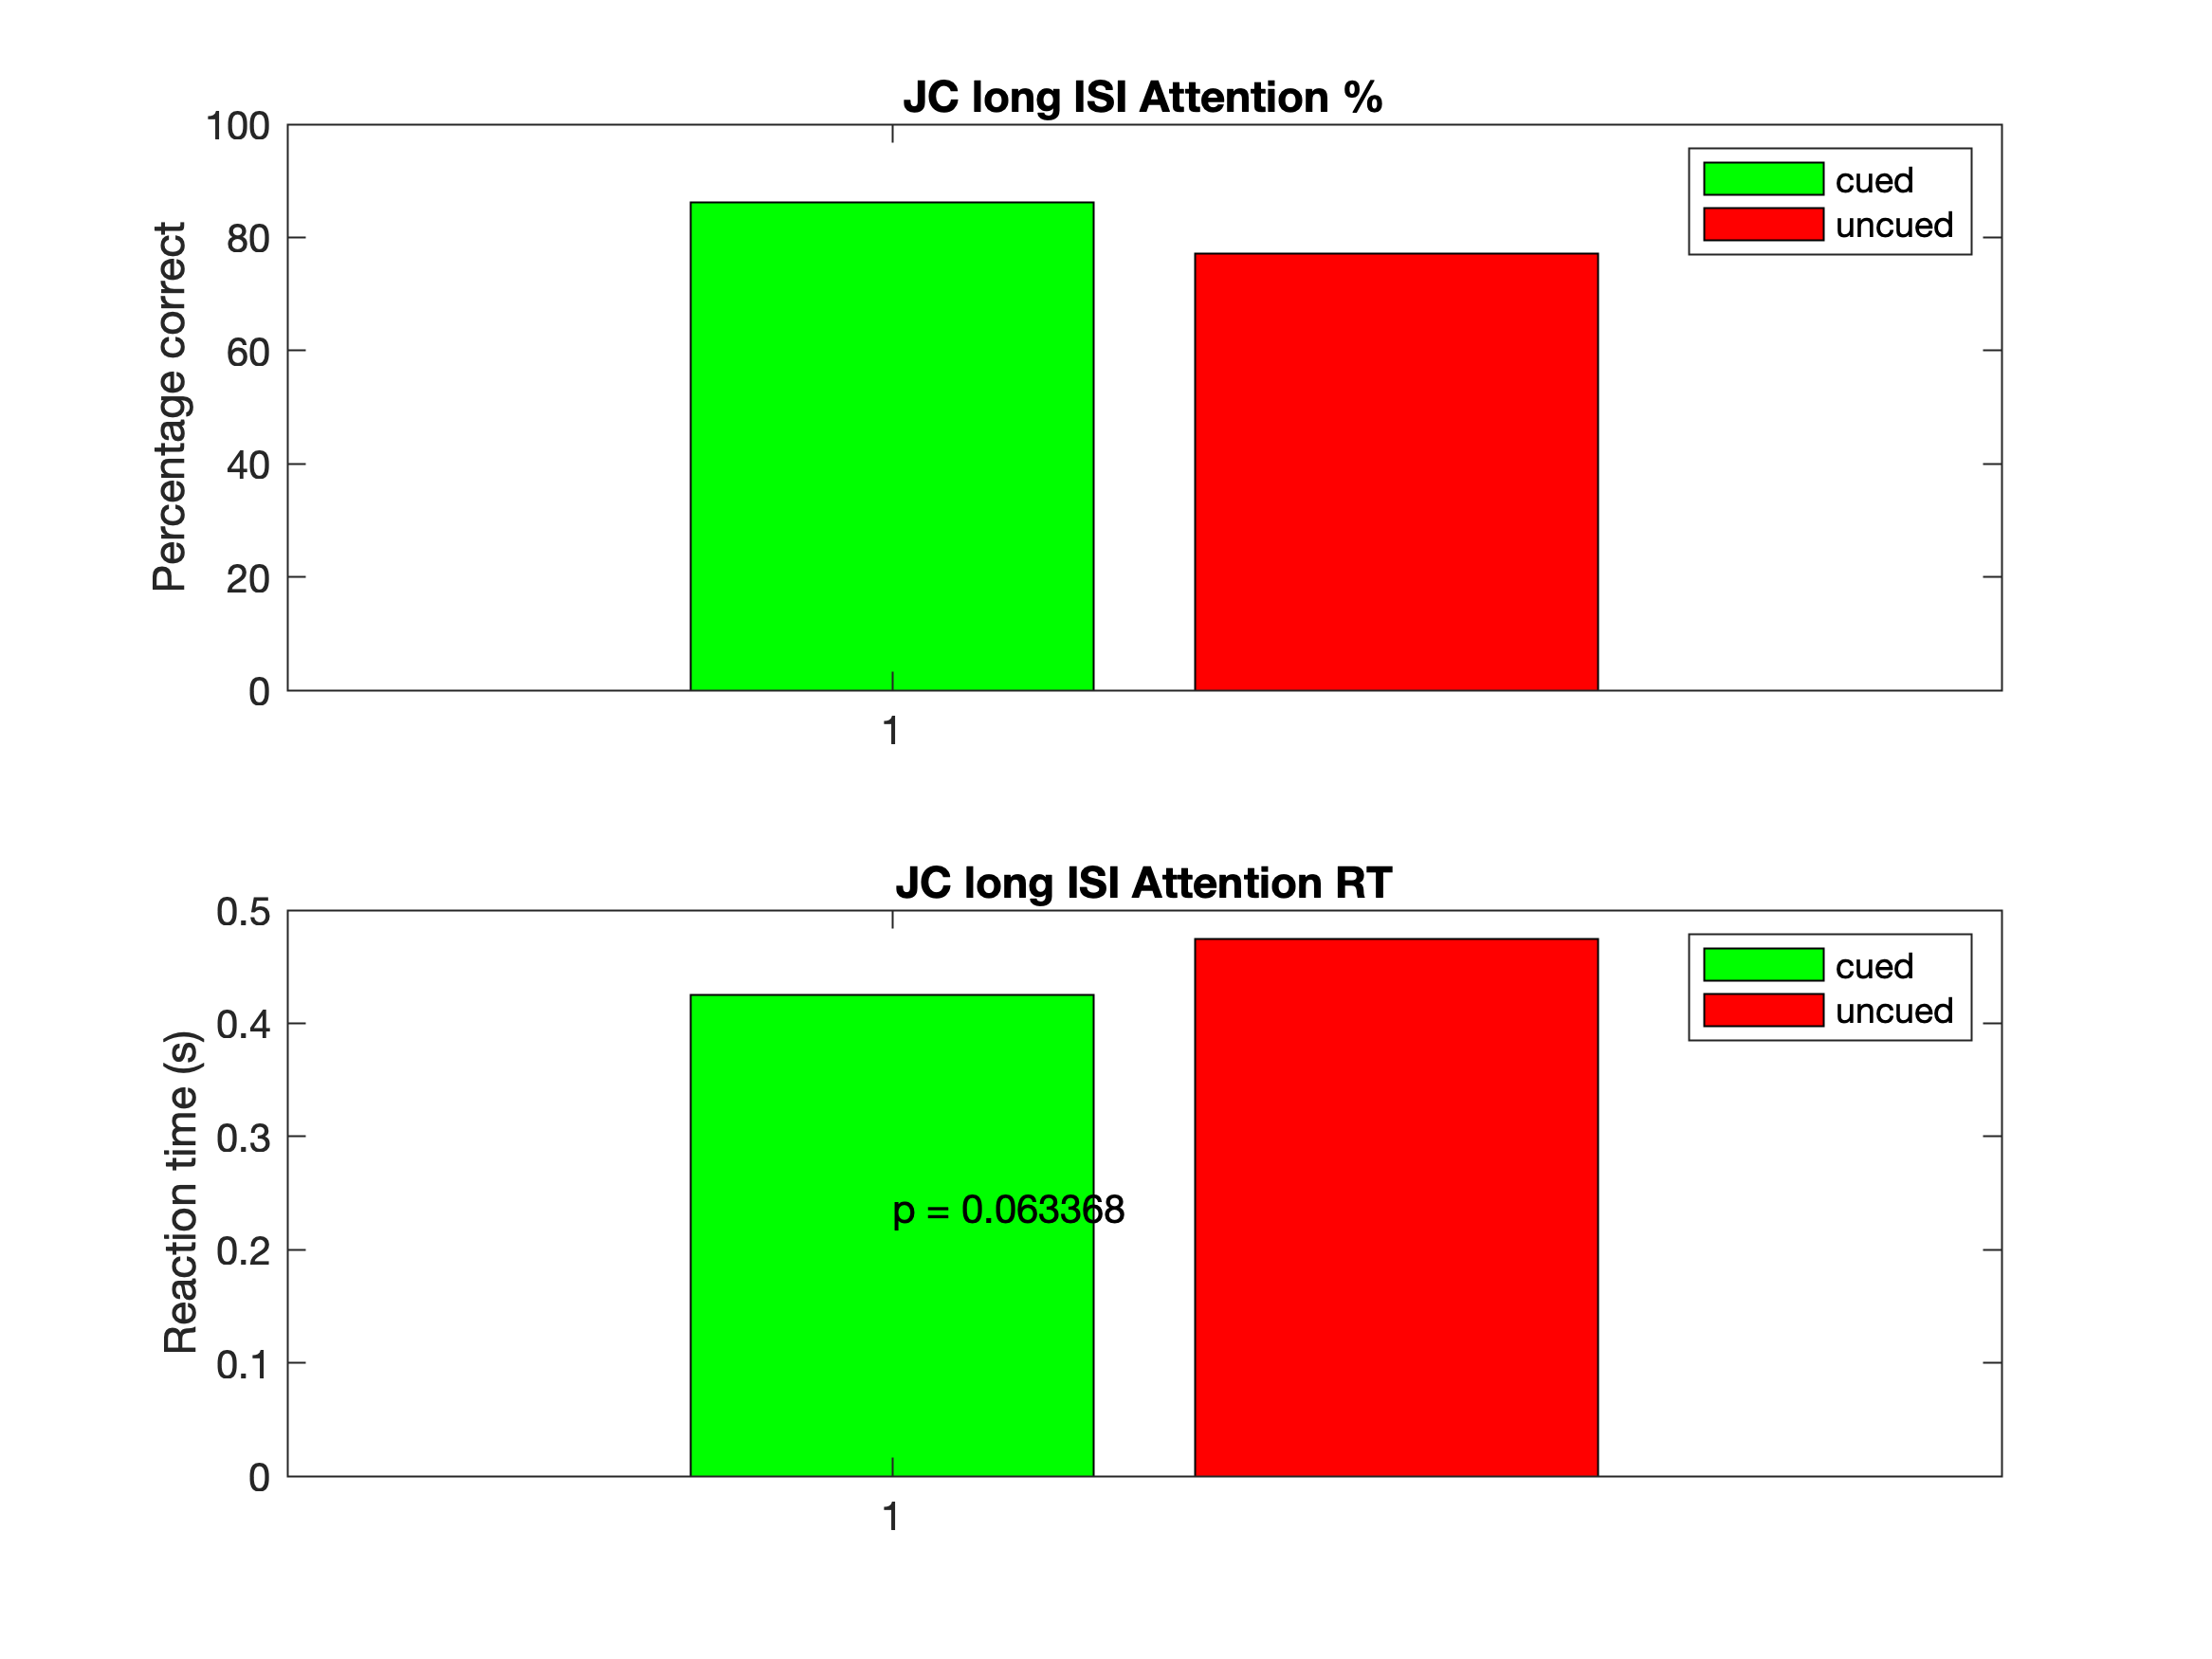 JC long ISI Attention %
Percentage correct
100
80
60
40
20
0
1
cued
uncued
JC long ISI Attention RT
Reaction time (s)
0.5
0.4
0.3
0.2
0.1
0
1
p = 0.063368
cued
uncued